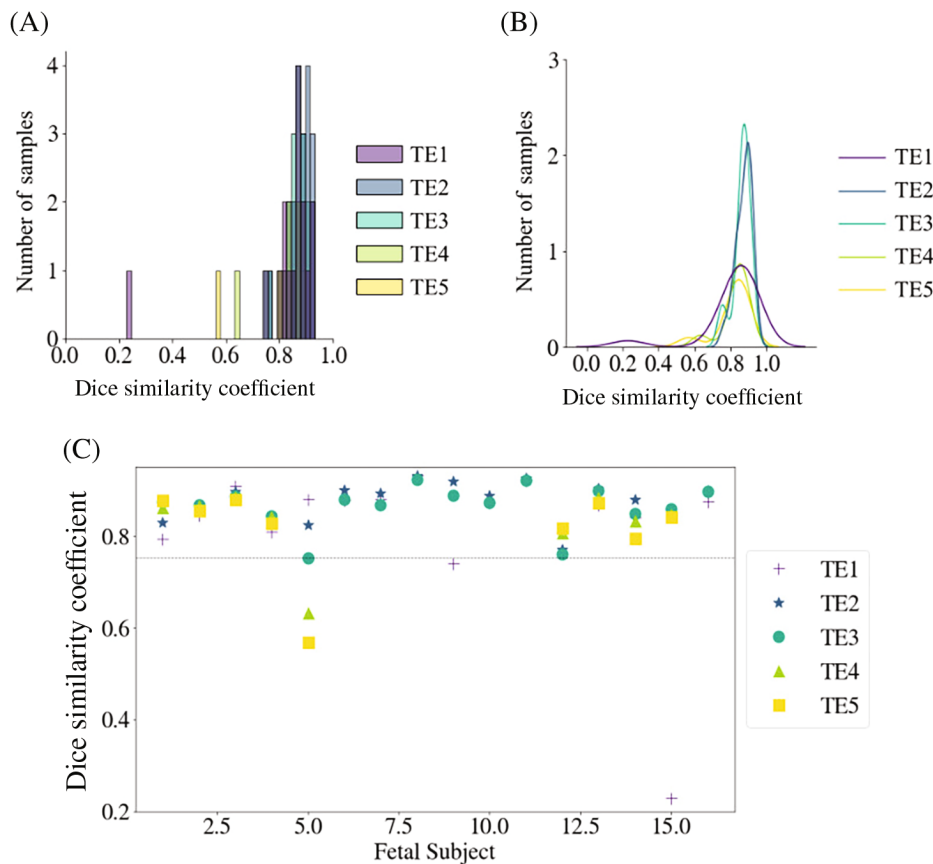 (A)
Number of samples
4
3
2
1
0
0.0 0.2 0.4 0.6 0.8 1.0
Dice similarity coefficient
TE1
TE2
TE3
TE4
TE5
(B)
Number of samples
3
2
1
0
0.0 0.2 0.4 0.6 0.8 1.0
Dice similarity coefficient
TE1
TE2
TE3
TE4
TE5
(C)
Dice similarity coefficient
0.8
0.6
0.4
0.2
2.5 5.0 7.5 10.0 12.5 15.0
Fetal Subject
TE1
TE2
TE3
TE4
TE5